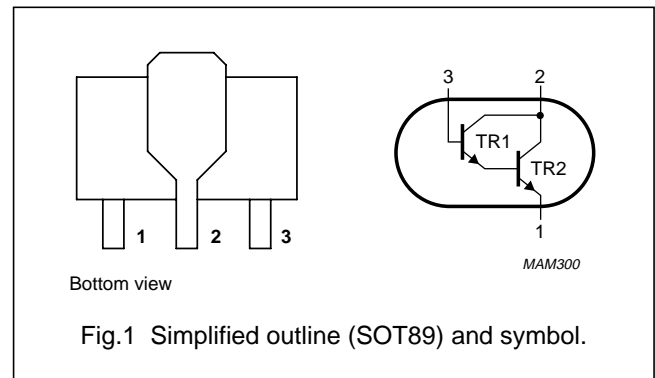 1 2 3
Bottom view
3 2
TR1
TR2
1
MAM300
Fig.1 Simplified outline (SOT89) and symbol.